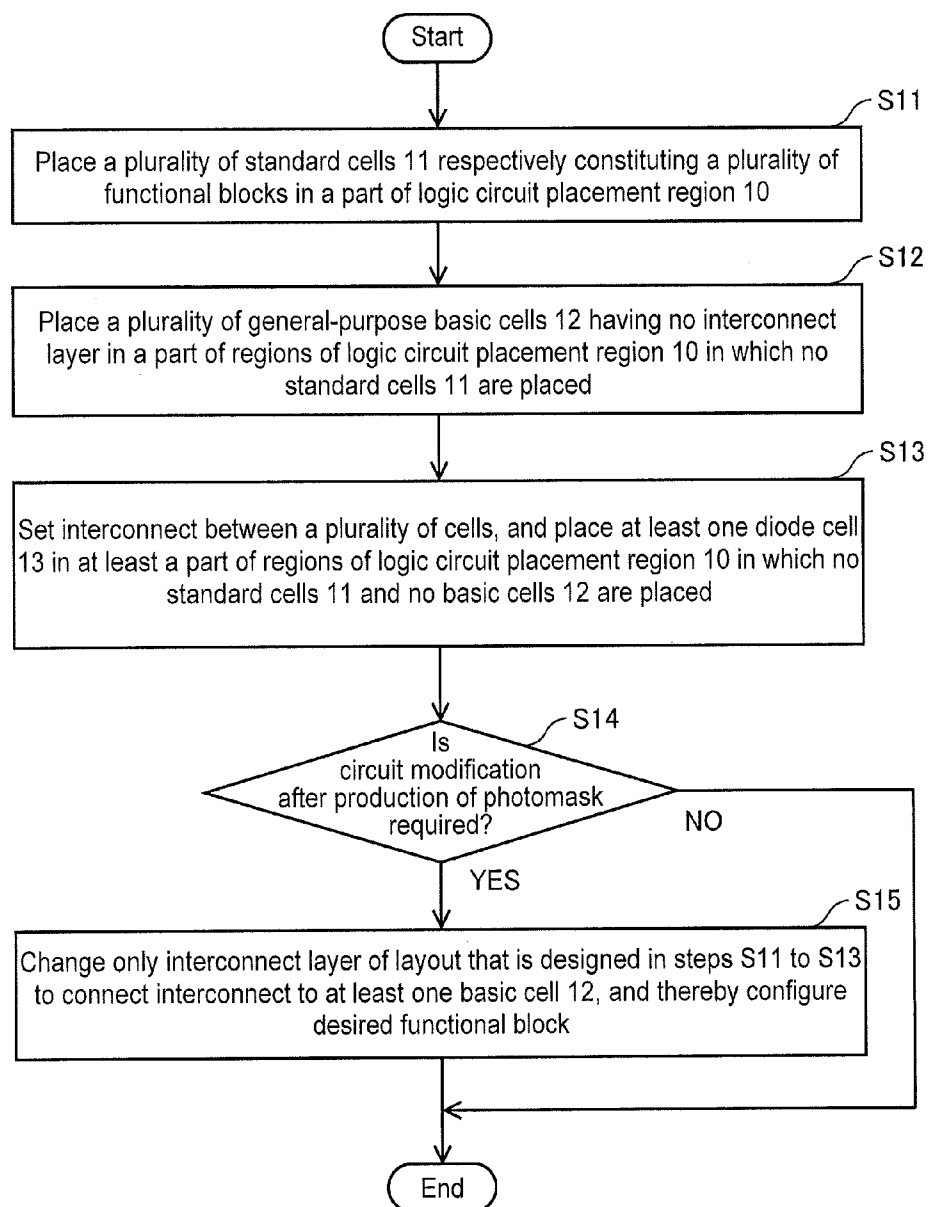 Start
S11
Place a plurality of standard cells 11 respectively constituting a plurality of
functional blocks in a part of logic circuit placement region 10
S12
Place a plurality of general-purpose basic cells 12 having no interconnect
layer in a part of regions of logic circuit placement region 10 in which no
standard cells 11 are placed
S13
Set interconnect between a plurality of cells, and place at least one diode cell
13 in at least a part of regions of logic circuit placement region 10 in which no
standard cells 11 and no basic cells 12 are placed
S14
Is
circuit modification
after production of photomask
required?
NO
YES
S15
Change only interconnect layer of layout that is designed in steps S11 to S13
to connect interconnect to at least one basic cell 12, and thereby configure
desired functional block
End